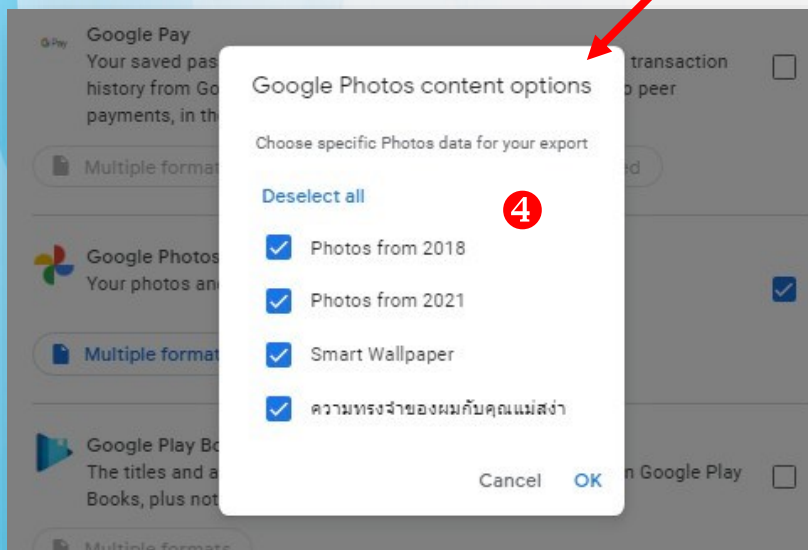 G Pay
Google Pay
Your saved pas
transaction
history from Go
o peer
payments, in th
Multiple format
ed
Google Photos content options
Choose specific Photos data for your export
Deselect all
4
Photos from 2018
Photos from 2021
Smart Wallpaper
ความทรงจำของผมกับคุณแม่สง่า
Cancel
OK
Google Photos
Your photos an
Multiple format
Google Play Bo
The titles and a
n Google Play
Books, plus not
Multiple formats